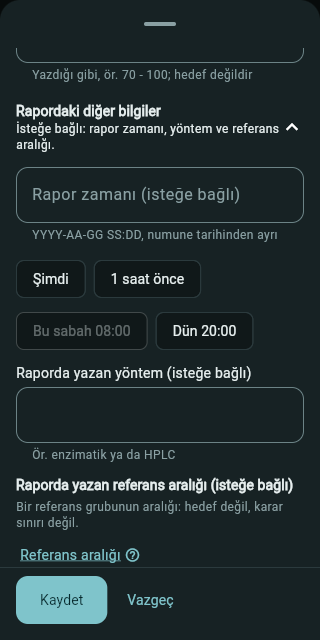 Yazdığı gibi, ör. 70 - 100; hedef değildir
Rapordaki diğer bilgiler
İsteğe bağlı: rapor zamanı, yöntem ve referans
aralığı.
Rapor zamanı (isteğe bağlı)
YYYY-AA-GG SS:DD, numune tarihinden ayrı
Şimdi
1 saat önce
Bu sabah 08:00
Dün 20:00
Raporda yazan yöntem (isteğe bağlı)
Ör. enzimatik ya da HPLC
Raporda yazan referans aralığı (isteğe bağlı)
Bir referans grubunun aralığı: hedef değil, karar
sınırı değil.
Referans aralığı
Kaydet
Vazgeç